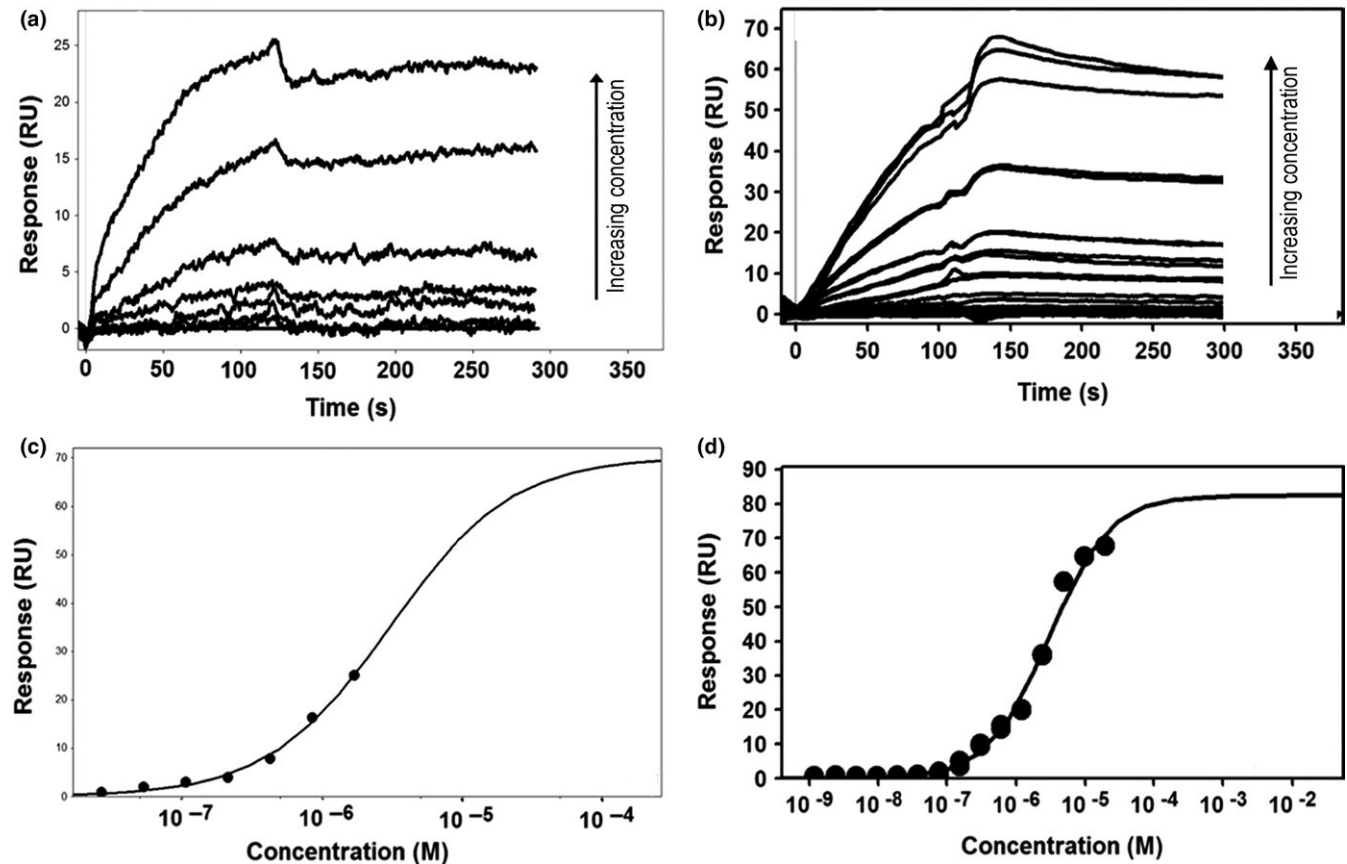 (a)
25
20
15
10
5
0
Response (RU)
Increasing concentration
0 50 100 150 200 250 300 350
Time (s)
(b)
70
60
50
40
30
20
10
0
Response (RU)
Increasing concentration
0 50 100 150 200 250 300 350
Time (s)
(c)
70
60
50
40
30
20
10
0
Response (RU)
10⁻⁷ 10⁻⁶ 10⁻⁵ 10⁻⁴
Concentration (M)
(d)
90
80
70
60
50
40
30
20
10
0
Response (RU)
10⁻⁹ 10⁻⁸ 10⁻⁷ 10⁻⁶ 10⁻⁵ 10⁻⁴ 10⁻³ 10⁻²
Concentration (M)